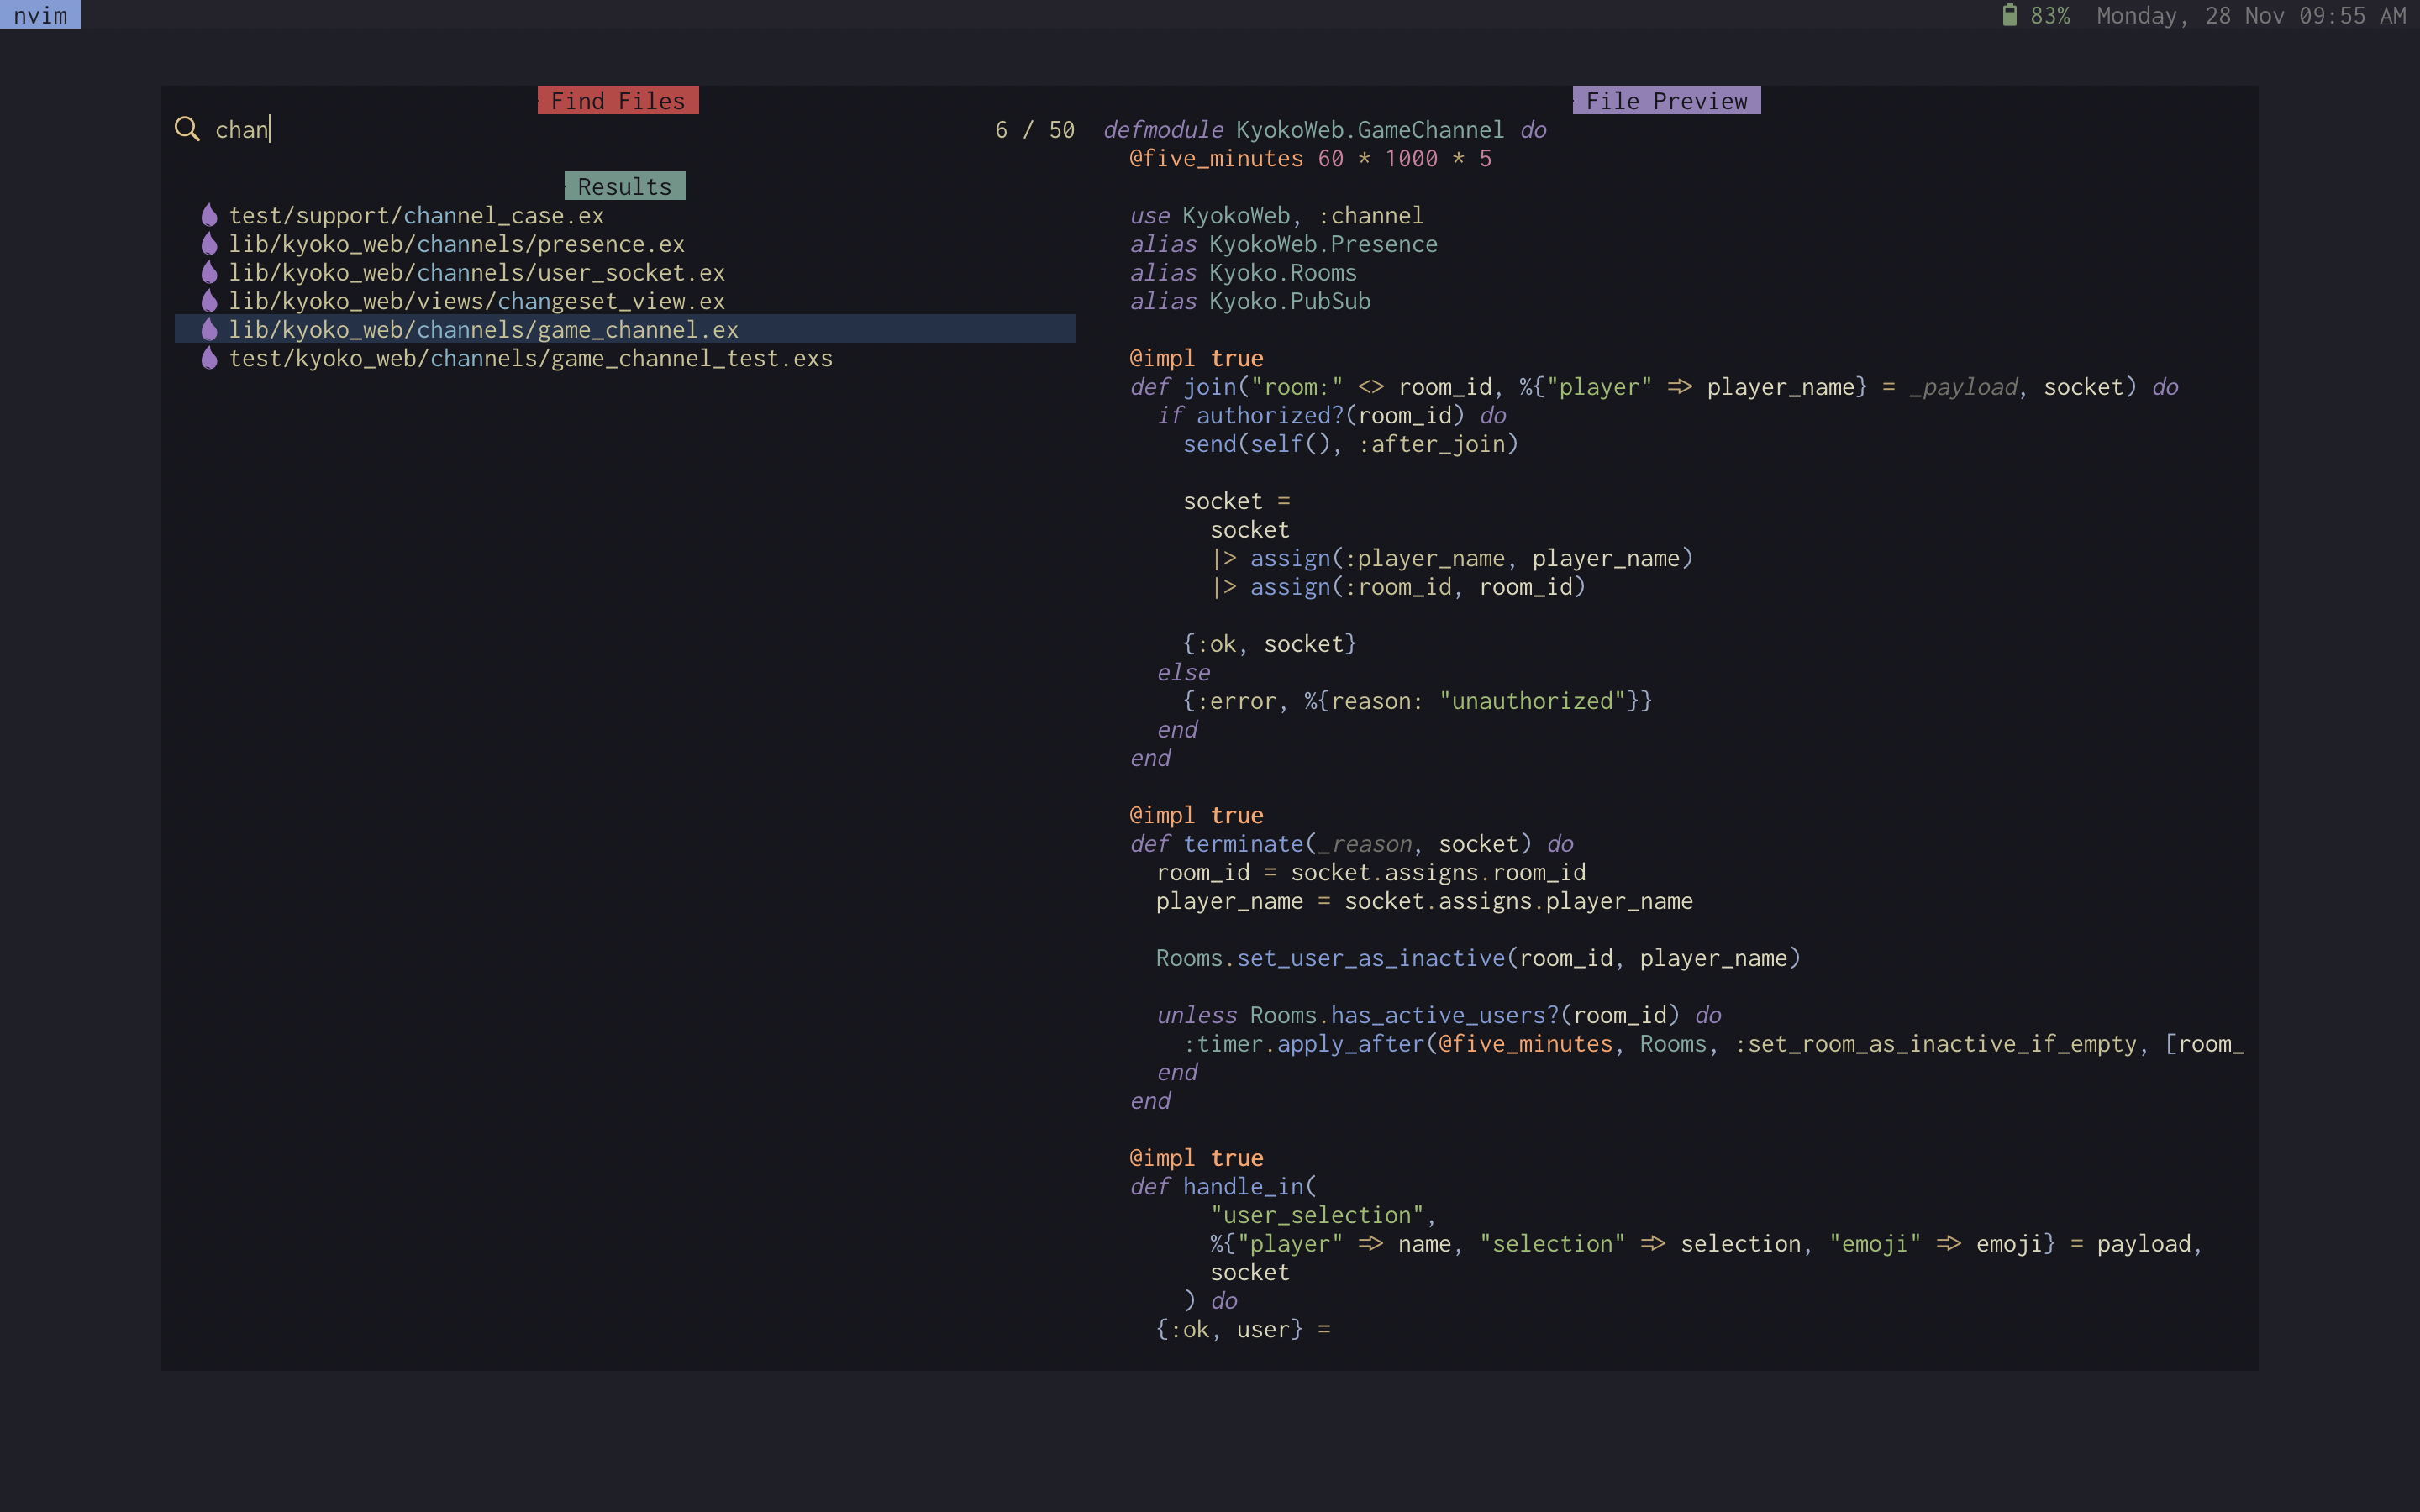 nvim
83% Monday, 28 Nov 09:55 AM
Find Files
chan
6 / 50
Results
test/support/channel_case.ex
lib/kyoko_web/channels/presence.ex
lib/kyoko_web/channels/user_socket.ex
lib/kyoko_web/views/changeset_view.ex
lib/kyoko_web/channels/game_channel.ex
test/kyoko_web/channels/game_channel_test.exs
File Preview
defmodule KyokoWeb.GameChannel do
  @five_minutes 60 * 1000 * 5

  use KyokoWeb, :channel
  alias KyokoWeb.Presence
  alias Kyoko.Rooms
  alias Kyoko.PubSub

  @impl true
  def join("room:" <> room_id, %{"player" => player_name} = _payload, socket) do
    if authorized?(room_id) do
      send(self(), :after_join)

      socket =
        socket
        |> assign(:player_name, player_name)
        |> assign(:room_id, room_id)

      {:ok, socket}
    else
      {:error, %{reason: "unauthorized"}}
    end
  end

  @impl true
  def terminate(_reason, socket) do
    room_id = socket.assigns.room_id
    player_name = socket.assigns.player_name

    Rooms.set_user_as_inactive(room_id, player_name)

    unless Rooms.has_active_users?(room_id) do
      :timer.apply_after(@five_minutes, Rooms, :set_room_as_inactive_if_empty, [room_
    end
  end

  @impl true
  def handle_in(
        "user_selection",
        %{"player" => name, "selection" => selection, "emoji" => emoji} = payload,
        socket
      ) do
    {:ok, user} =